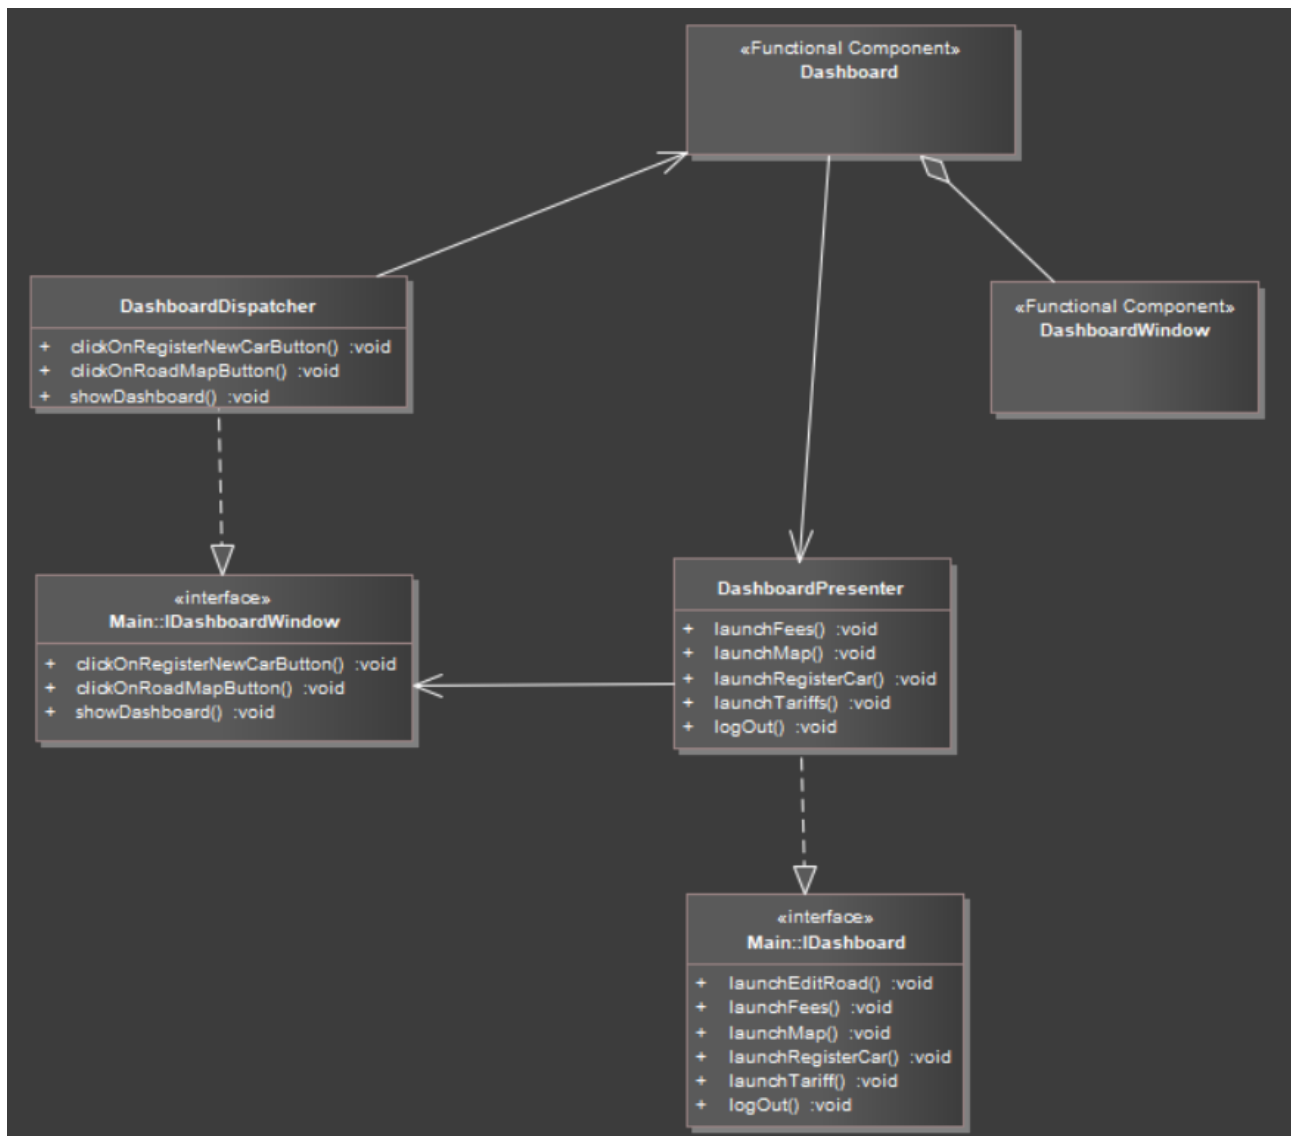 «Functional Component»
Dashboard
DashboardDispatcher
+ clickOnRegisterNewCarButton() :void
+ clickOnRoadMapButton() :void
+ showDashboard() :void
«Functional Component»
DashboardWindow
«interface»
Main::IDashboardWindow
+ clickOnRegisterNewCarButton() :void
+ clickOnRoadMapButton() :void
+ showDashboard() :void
DashboardPresenter
+ launchFees() :void
+ launchMap() :void
+ launchRegisterCar() :void
+ launchTariffs() :void
+ logOut() :void
«interface»
Main::IDashboard
+ launchEditRoad() :void
+ launchFees() :void
+ launchMap() :void
+ launchRegisterCar() :void
+ launchTariff() :void
+ logOut() :void